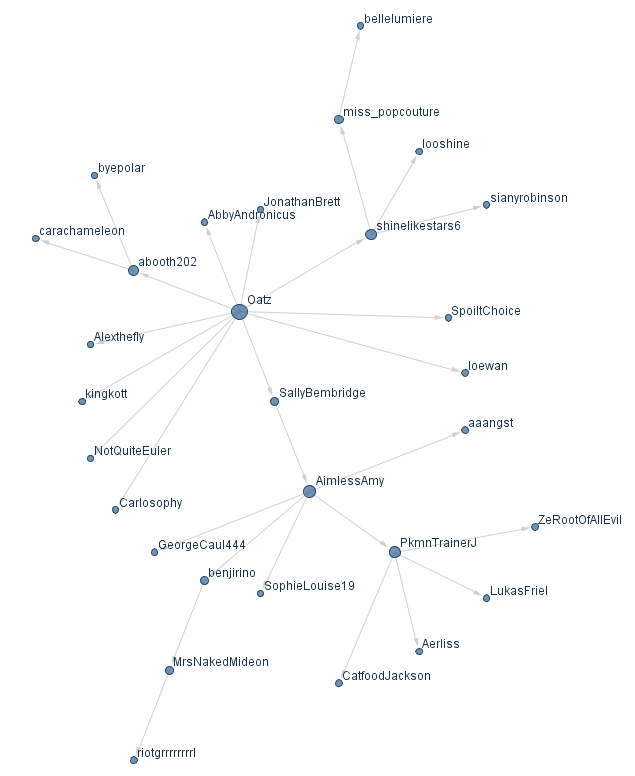 bellelumiere
miss_popcouture
looshine
byepolar
sianyrobinson
JonathanBrett
AbbyAndronicus
shinelikestars6
carachameleon
abooth202
Oatz
SpoiltChoice
Alexthefly
loewan
kingkott
SallyBembridge
aaangst
NotQuiteEuler
AimlessAmy
Carlosophy
ZeRootOfAllEvil
GeorgeCaul444
PkmnTrainerJ
benjirino
SophieLouise19
LukasFriel
Aerliss
MrsNakedMideon
CatfoodJackson